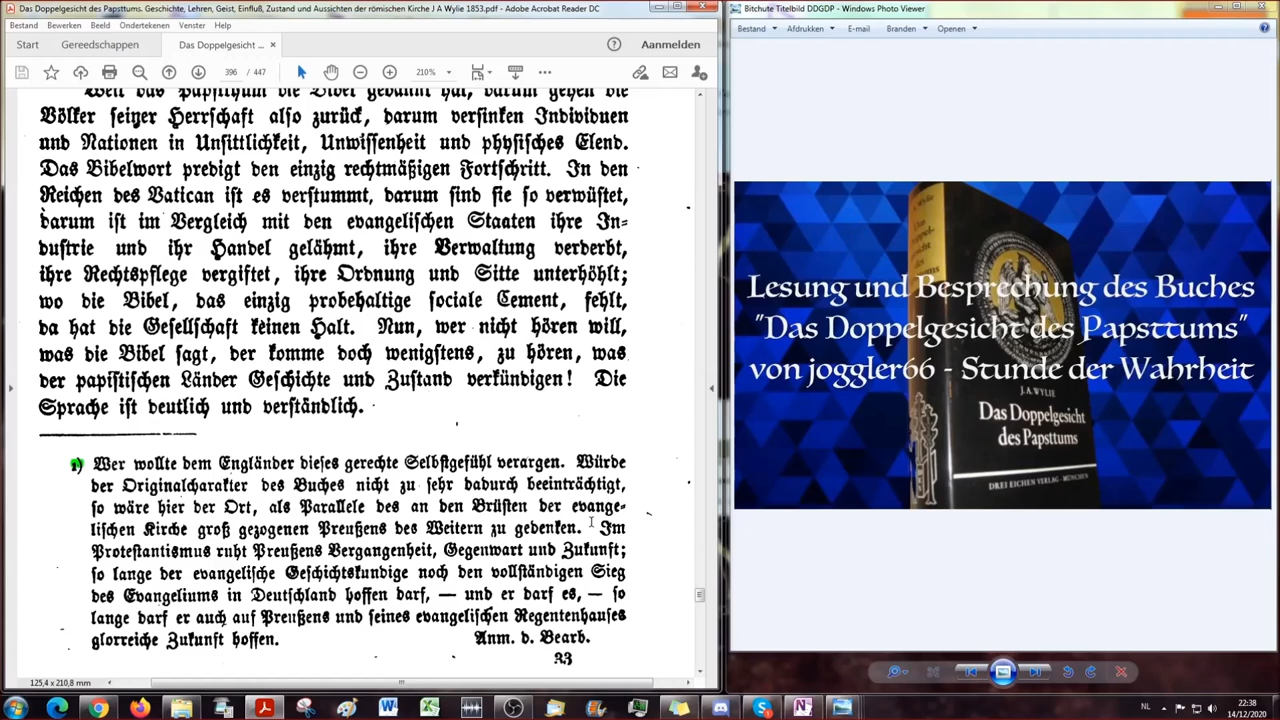 Das Doppelgesicht des Papsttums. Geschichte, Lehren, Geist, Einfluß, Zustand und Aussichten der römischen Kirche J A Wylie 1853.pdf - Adobe Acrobat Reader DC
Bestand Bewerken Beeld Ondertekenen Venster Help
Start Gereedschappen Das Doppelgesicht ... × Anmelden
396 / 447 210%
Weil das Papstthum die Bibel gebannt hat, darum gehen die
Völker seiner Herrschaft also zurück, darum versinken Individuen
und Nationen in Unsittlichkeit, Unwissenheit und physisches Elend.
Das Bibelwort predigt den einzig rechtmäßigen Fortschritt. In den
Reichen des Vatican ist es verstummt, darum sind sie so verwüstet,
darum ist im Vergleich mit den evangelischen Staaten ihre In-
dustrie und ihr Handel gelähmt, ihre Verwaltung verderbt,
ihre Rechtspflege vergiftet, ihre Ordnung und Sitte unterhöhlt;
wo die Bibel, das einzig probehaltige sociale Cement, fehlt,
da hat die Gesellschaft keinen Halt. Nun, wer nicht hören will,
was die Bibel sagt, der komme doch wenigstens, zu hören, was
der papistischen Länder Geschichte und Zustand verkündigen! Die
Sprache ist deutlich und verständlich.
1) Wer wollte dem Engländer dieses gerechte Selbstgefühl verargen. Würde
der Originalcharakter des Buches nicht zu sehr dadurch beeinträchtigt,
so wäre hier der Ort, als Parallele des an den Brüsten der evange-
lischen Kirche groß gezogenen Preußens des Weitern zu gedenken. Im
Protestantismus ruht Preußens Vergangenheit, Gegenwart und Zukunft;
so lange der evangelische Geschichtskundige noch den vollständigen Sieg
des Evangeliums in Deutschland hoffen darf, — und er darf es, — so
lange darf er auch auf Preußens und seines evangelischen Regentenhauses
glorreiche Zukunft hoffen. Anm. d. Bearb.
33
125,4 x 210,8 mm
Bitchute Titelbild DDGDP - Windows Photo Viewer
Bestand Afdrukken E-mail Branden Openen
Lesung und Besprechung des Buches
"Das Doppelgesicht des Papsttums"
von joggler66 - Stunde der Wahrheit
J.A.WYLIE
Das Doppelgesicht
des Papsttums
DREI EICHEN VERLAG · MÜNCHEN
NL 22:38
14/12/2020